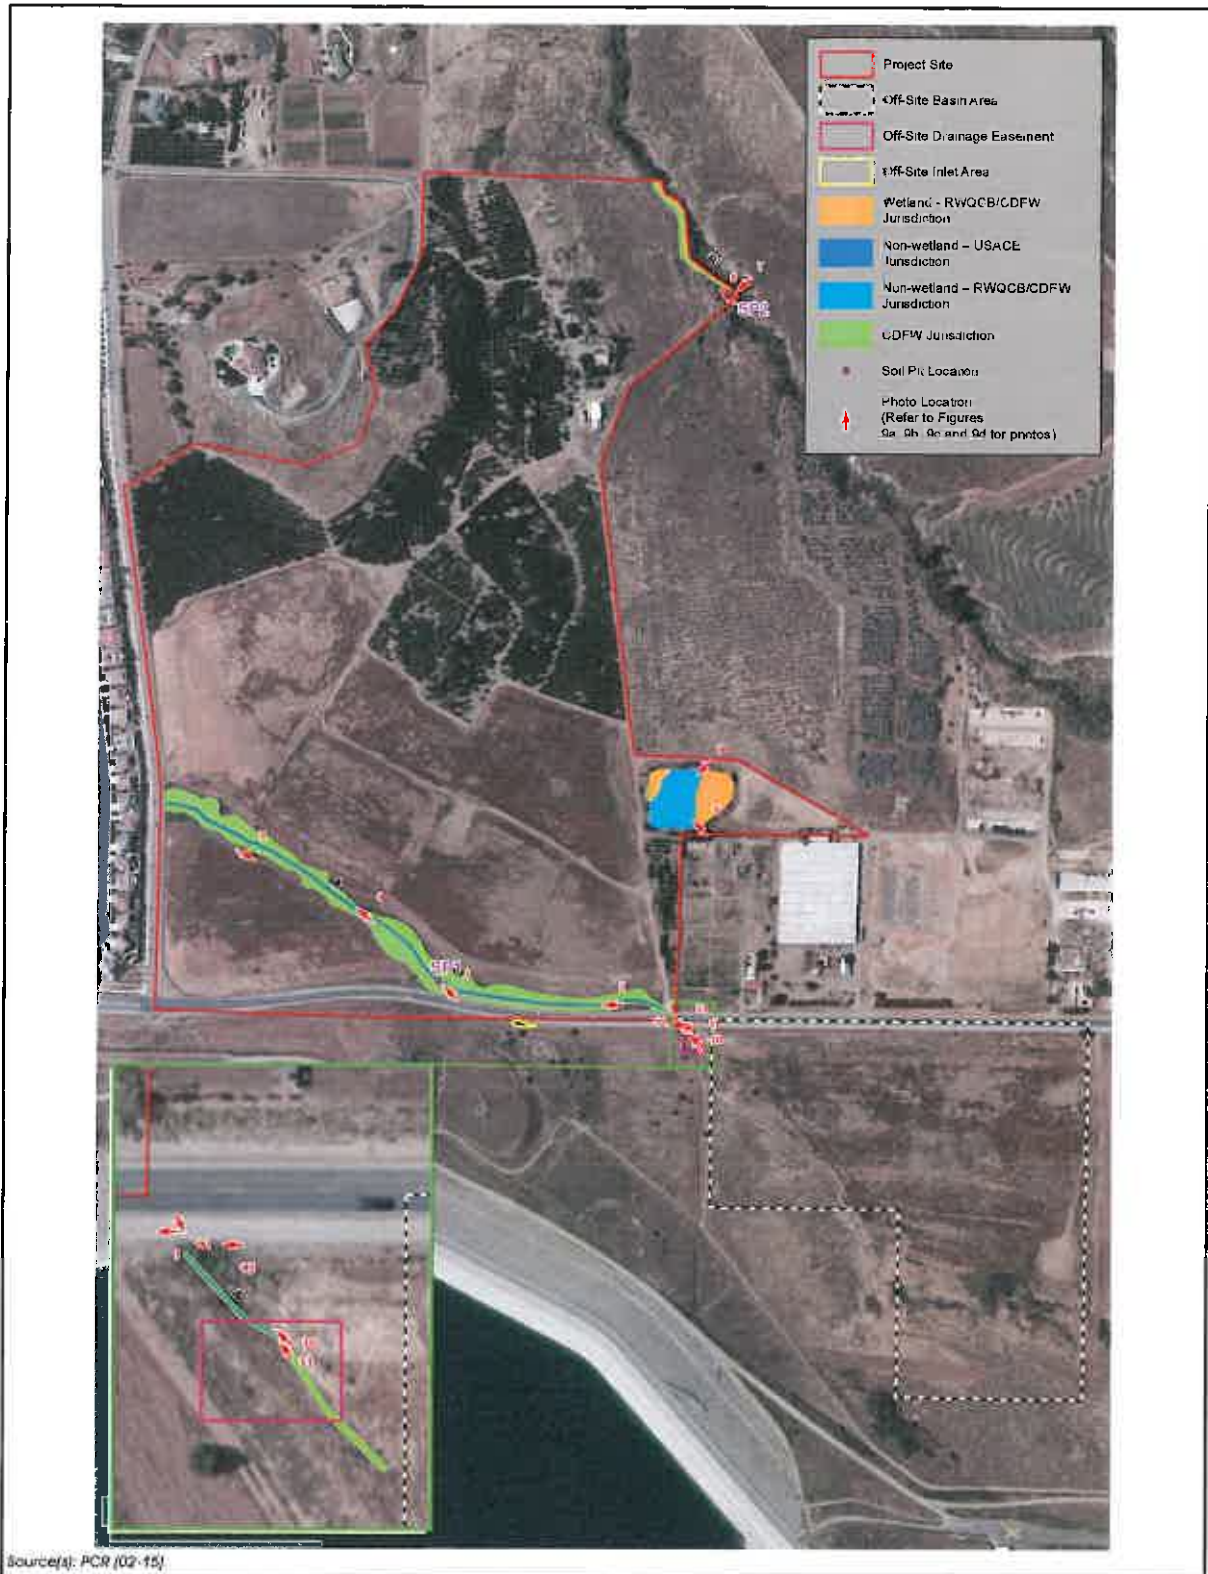 Project Site
Off-Site Basin Area
Off-Site Drainage Easement
Off-Site Inlet Area
Wetland - RWQCB/CDFW
Jurisdiction
Non-wetland – USACE
Jurisdiction
Non-wetland – RWQCB/CDFW
Jurisdiction
CDFW Jurisdiction
Soil Pit Location
Photo Location
(Refer to Figures
9a, 9b, 9c and 9d for photos)
SP2
SP1
Source(s): PCR (02-15)